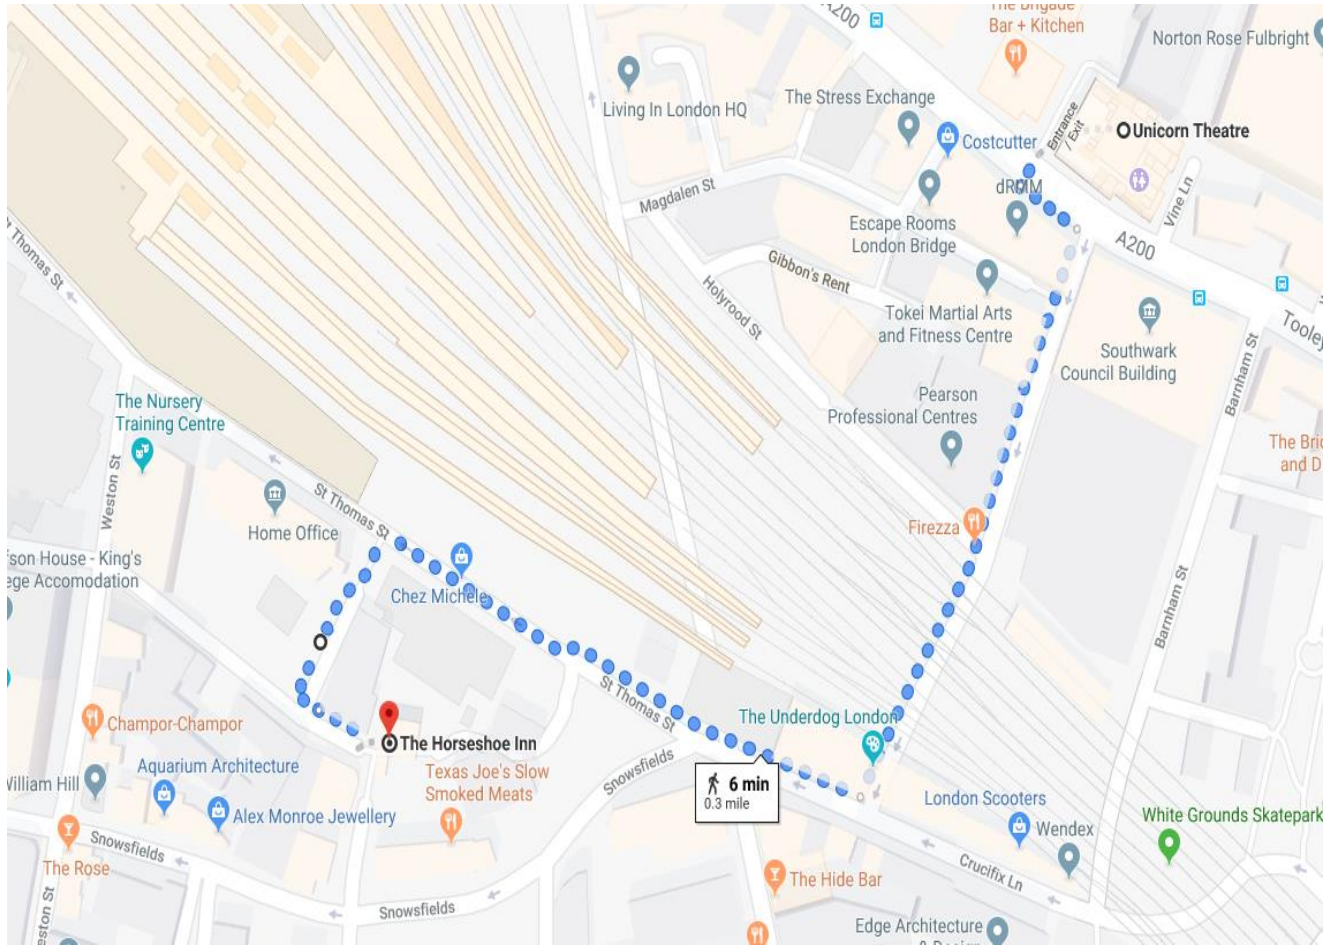 A200
The Brigade
Bar + Kitchen
Norton Rose Fulbright
Living In London HQ
The Stress Exchange
Costcutter
Entrance
/ Exit
Unicorn Theatre
dRMM
Magdalen St
Escape Rooms
London Bridge
Vine Ln
A200
St Thomas St
Gibbon's Rent
Holyrood St
Tokei Martial Arts
and Fitness Centre
Tooley
Southwark
Council Building
Barnham St
The Nursery
Training Centre
Pearson
Professional Centres
The Bri
and D
Weston St
St Thomas St
Home Office
Firezza
son House - King's
ege Accomodation
Chez Michele
Barnham St
St Thomas St
The Underdog London
Champor-Champor
The Horseshoe Inn
Snowsfields
6 min
0.3 mile
William Hill
Aquarium Architecture
Texas Joe's Slow
Smoked Meats
London Scooters
Alex Monroe Jewellery
Wendex
White Grounds Skatepark
Snowsfields
The Rose
Crucifix Ln
The Hide Bar
eston St
Snowsfields
Edge Architecture
& Design